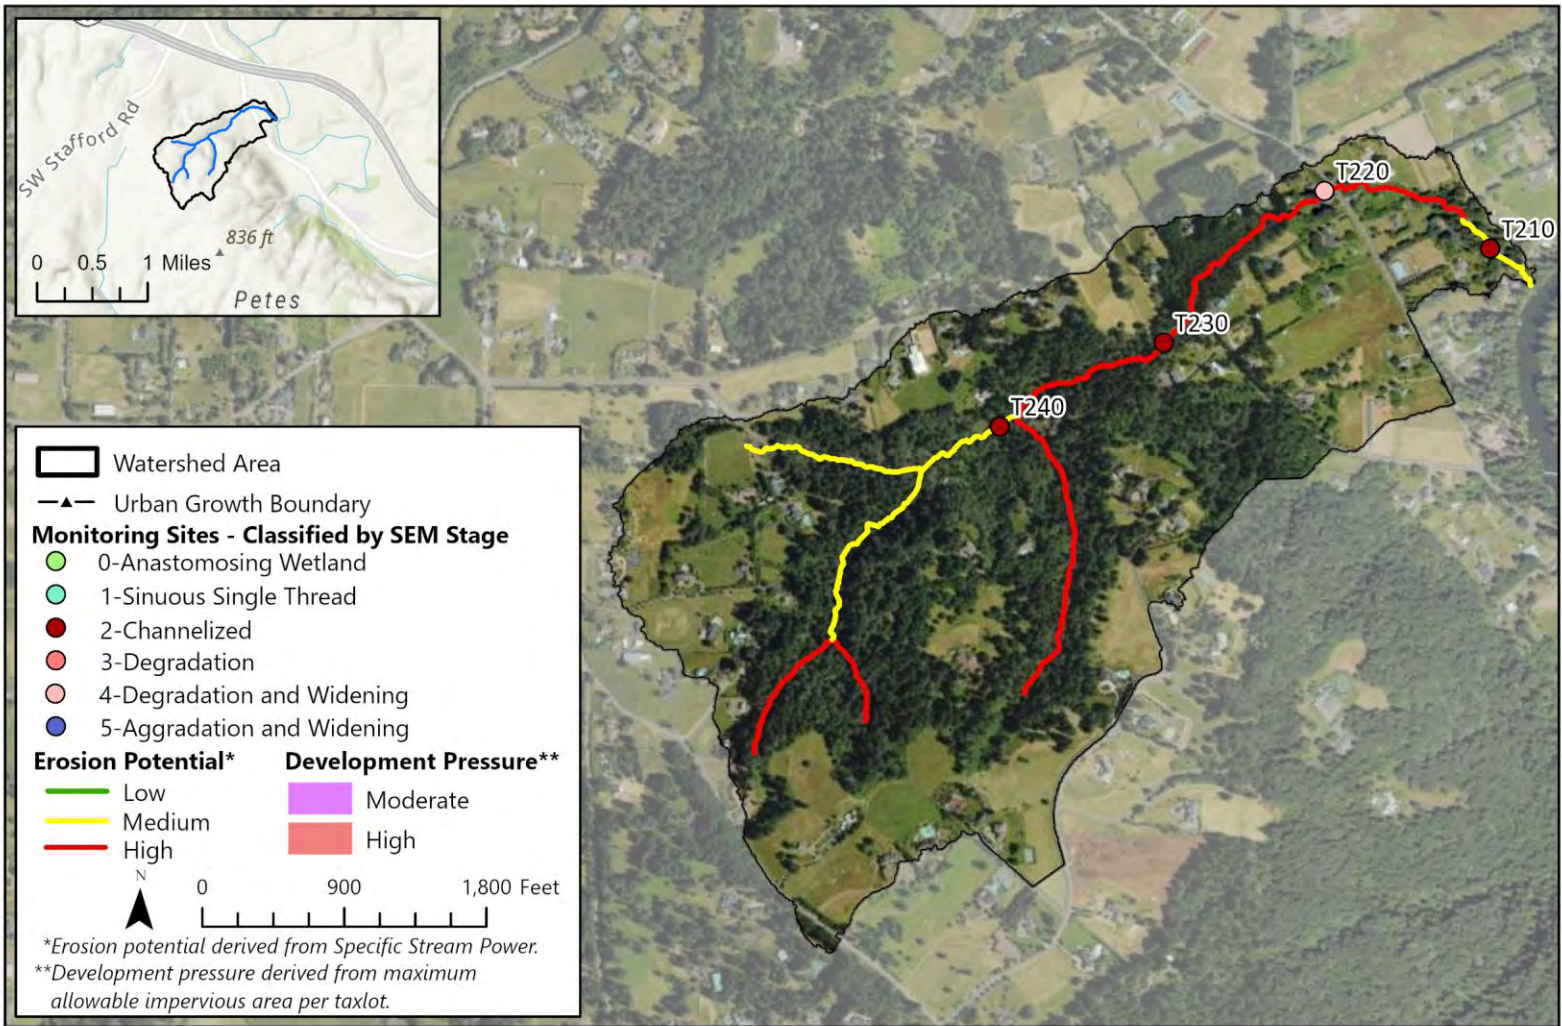 SW Stafford Rd
836 ft
0 0.5 1 Miles
Petes
T220
T210
T230
T240
Watershed Area
Urban Growth Boundary
Monitoring Sites - Classified by SEM Stage
0-Anastomosing Wetland
1-Sinuous Single Thread
2-Channelized
3-Degradation
4-Degradation and Widening
5-Aggradation and Widening
Erosion Potential* Development Pressure**
Low
Moderate
Medium
High
High
N
0 900 1,800 Feet
*Erosion potential derived from Specific Stream Power.
**Development pressure derived from maximum
allowable impervious area per taxlot.